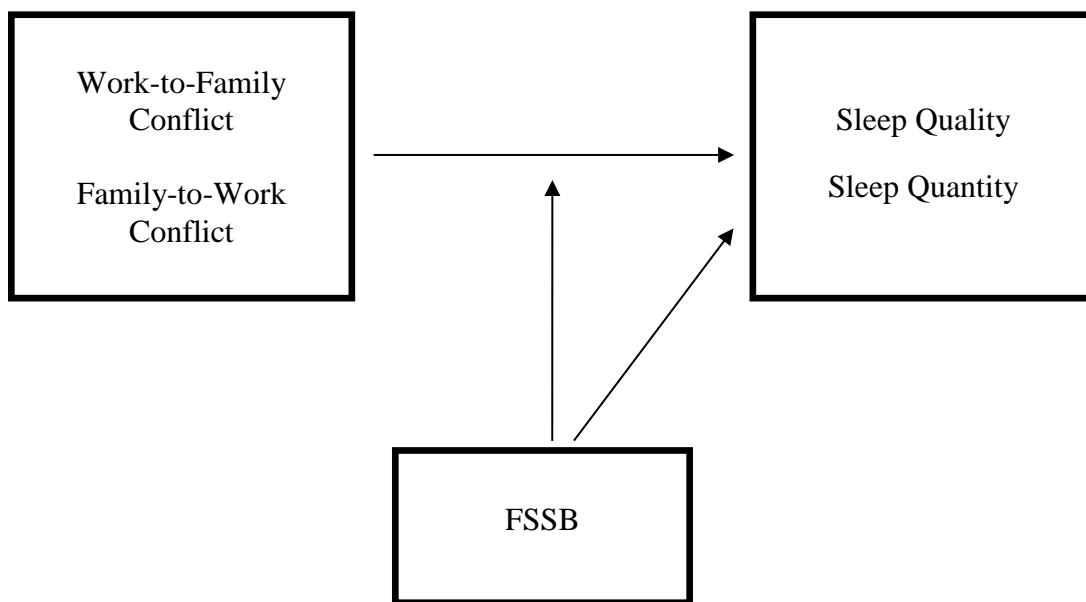 Work-to-Family
Conflict
Family-to-Work
Conflict
Sleep Quality
Sleep Quantity
FSSB